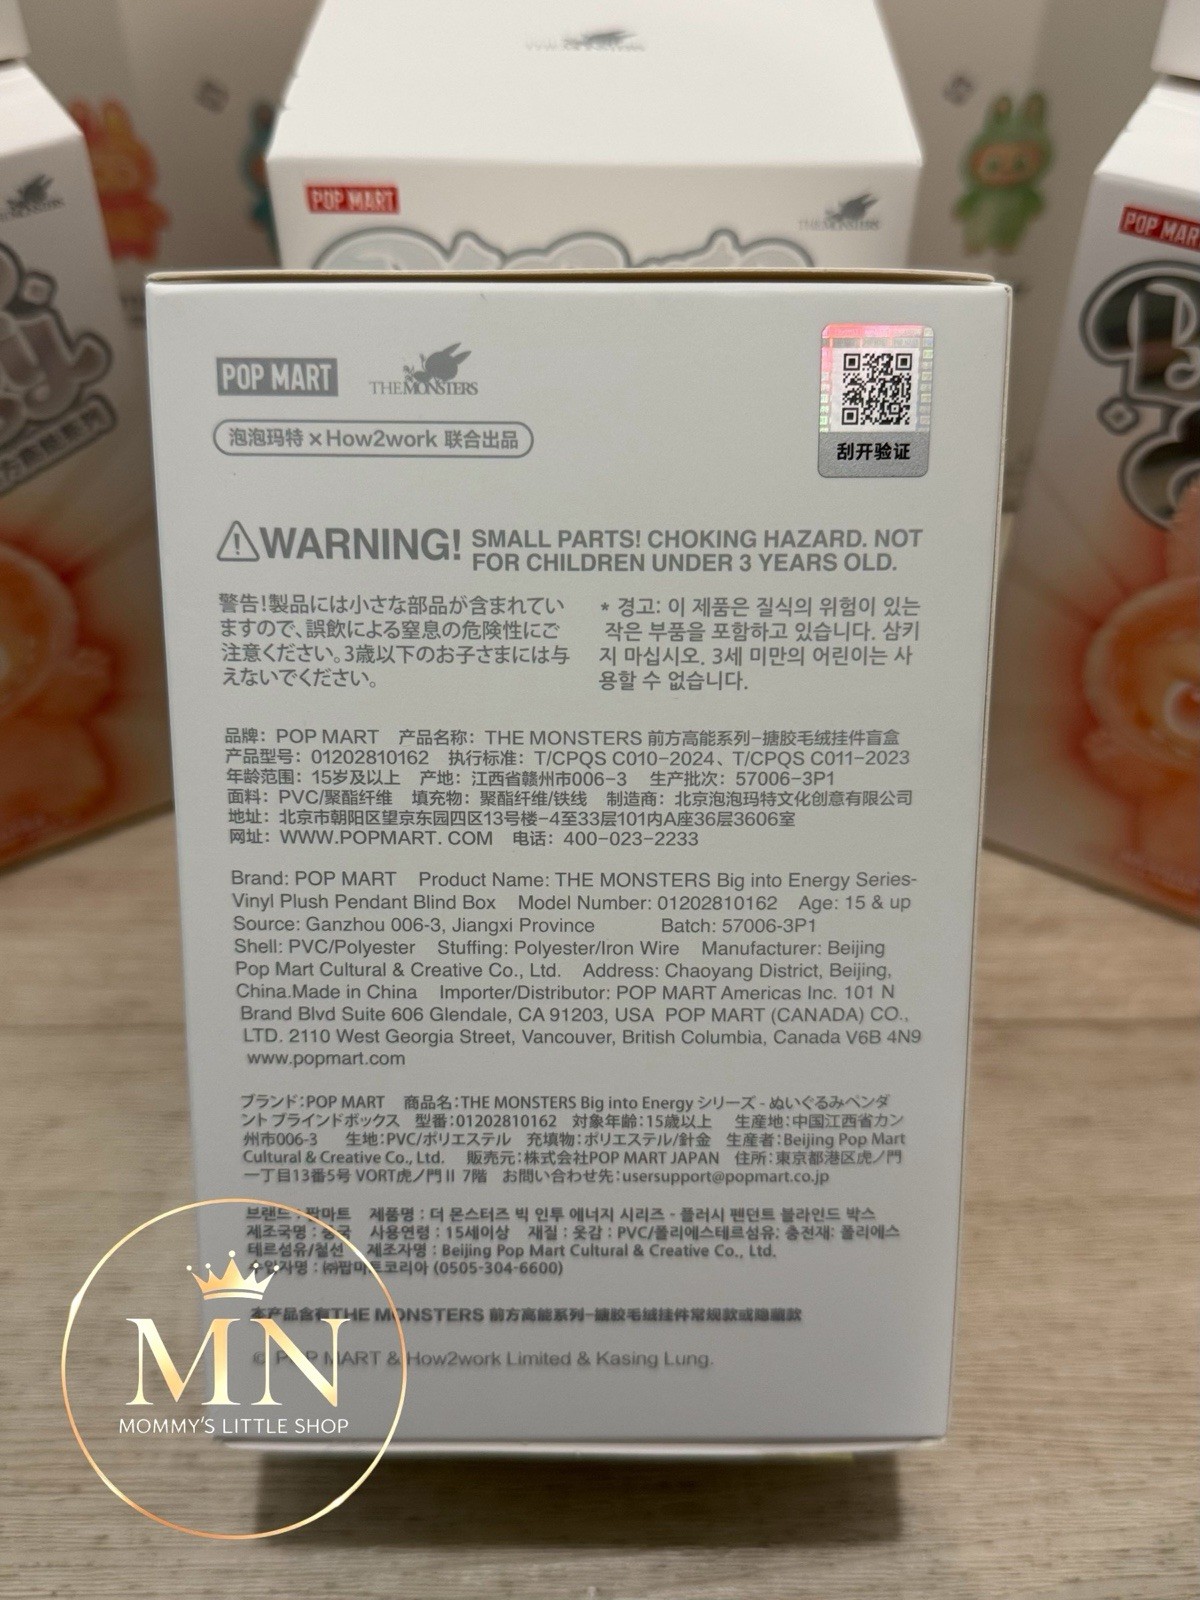 THE MONSTERS
POP MART
THE MONSTERS
THE MONSTERS
POP MART
方高能系列
POP MART
THE MONSTERS
泡泡玛特×How2work 联合出品
刮开验证
WARNING! SMALL PARTS! CHOKING HAZARD. NOT
FOR CHILDREN UNDER 3 YEARS OLD.
警告!製品には小さな部品が含まれてい
ますので、誤飲による窒息の危険性にご
注意ください。3歳以下のお子さまには与
えないでください。
* 경고: 이 제품은 질식의 위험이 있는
작은 부품을 포함하고 있습니다. 삼키
지 마십시오. 3세 미만의 어린이는 사
용할 수 없습니다.
品牌：POP MART 产品名称：THE MONSTERS 前方高能系列-搪胶毛绒挂件盲盒
产品型号：01202810162 执行标准：T/CPQS C010-2024、T/CPQS C011-2023
年龄范围：15岁及以上 产地：江西省赣州市006-3 生产批次：57006-3P1
面料：PVC/聚酯纤维 填充物：聚酯纤维/铁线 制造商：北京泡泡玛特文化创意有限公司
地址：北京市朝阳区望京东园四区13号楼-4至33层101内A座36层3606室
网址：WWW.POPMART. COM 电话：400-023-2233
Brand: POP MART Product Name: THE MONSTERS Big into Energy Series-
Vinyl Plush Pendant Blind Box Model Number: 01202810162 Age: 15 & up
Source: Ganzhou 006-3, Jiangxi Province Batch: 57006-3P1
Shell: PVC/Polyester Stuffing: Polyester/Iron Wire Manufacturer: Beijing
Pop Mart Cultural & Creative Co., Ltd. Address: Chaoyang District, Beijing,
China.Made in China Importer/Distributor: POP MART Americas Inc. 101 N
Brand Blvd Suite 606 Glendale, CA 91203, USA POP MART (CANADA) CO.,
LTD. 2110 West Georgia Street, Vancouver, British Columbia, Canada V6B 4N9
www.popmart.com
ブランド：POP MART 商品名：THE MONSTERS Big into Energy シリーズ - ぬいぐるみペンダ
ント ブラインドボックス 型番：01202810162 対象年齢：15歳以上 生産地：中国江西省カン
州市006-3 生地：PVC/ポリエステル 充填物：ポリエステル/針金 生産者：Beijing Pop Mart
Cultural & Creative Co., Ltd. 販売元：株式会社POP MART JAPAN 住所：東京都港区虎ノ門
一丁目13番5号 VORT虎ノ門Ⅱ 7階 お問い合わせ先：usersupport@popmart.co.jp
브랜드 : 팝마트 제품명 : 더 몬스터즈 빅 인투 에너지 시리즈 - 플러시 펜던트 블라인드 박스
제조국명 : 중국 사용연령 : 15세이상 재질 : 옷감 : PVC/폴리에스테르섬유: 충전재: 폴리에스
테르섬유/철선 제조자명 : Beijing Pop Mart Cultural & Creative Co., Ltd.
수입자명 : ㈜팝마트코리아 (0505-304-6600)
本产品含有THE MONSTERS 前方高能系列-搪胶毛绒挂件常规款或隐藏款
© POP MART & How2work Limited & Kasing Lung.
MN
MOMMY'S LITTLE SHOP